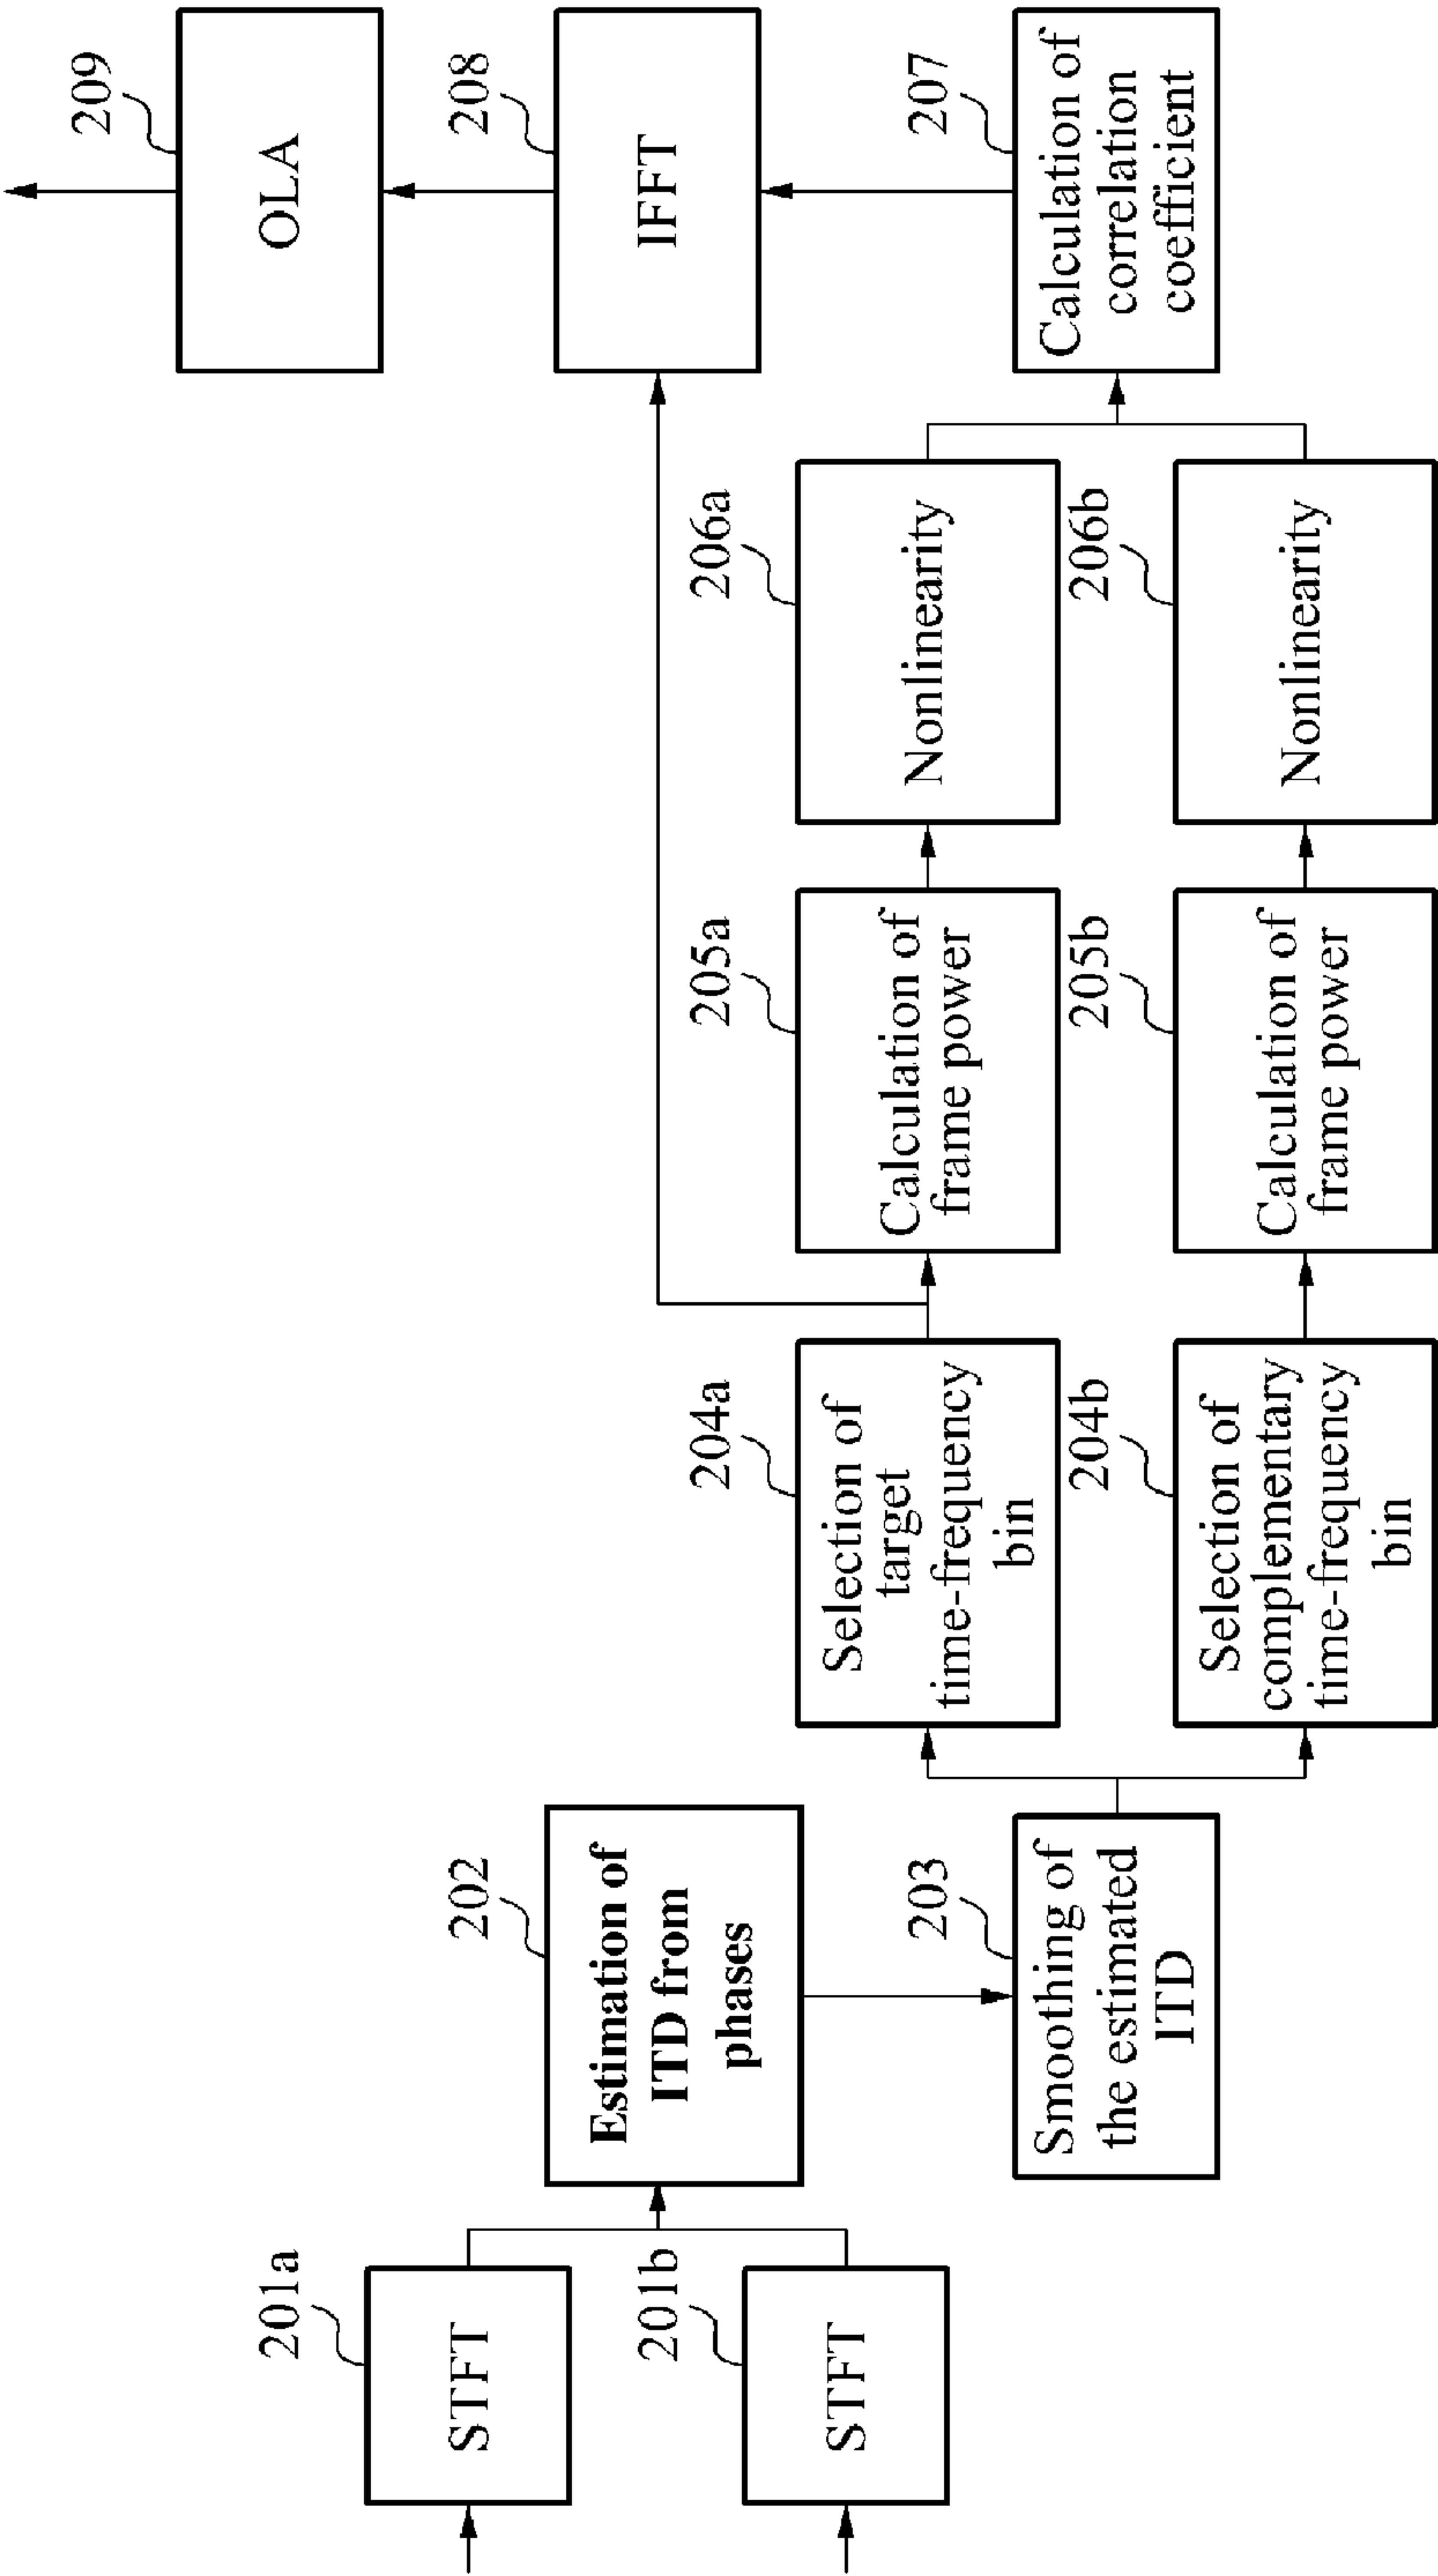 201a
STFT
201b
STFT
202
Estimation of
ITD from
phases
203
Smoothing of
the estimated
ITD
204a
Selection of
target
time-frequency
bin
204b
Selection of
complementary
time-frequency
bin
205a
Calculation of
frame power
205b
Calculation of
frame power
206a
Nonlinearity
206b
Nonlinearity
207
Calculation of
correlation
coefficient
208
IFFT
209
OLA